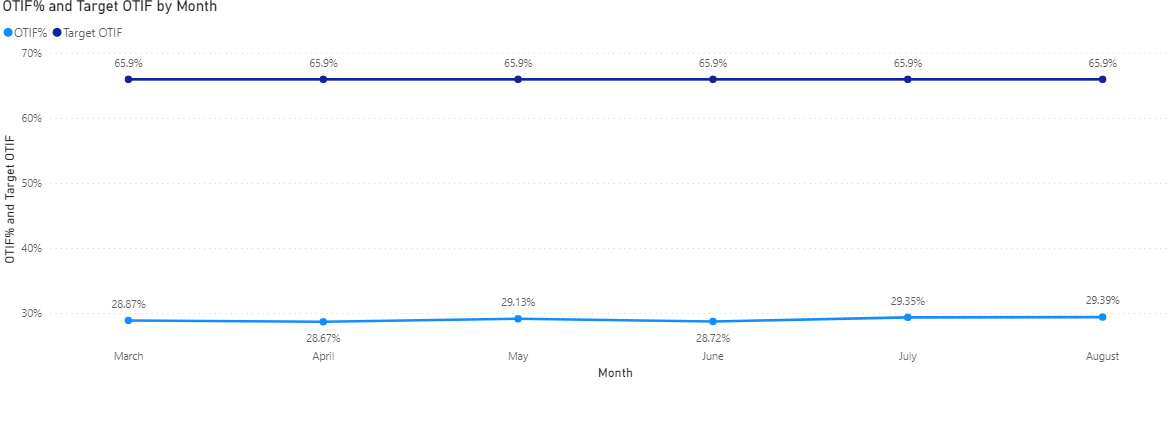 OTIF% and Target OTIF by Month
OTIF% Target OTIF
70%
60%
50%
40%
30%
OTIF% and Target OTIF
65.9% 65.9% 65.9% 65.9% 65.9% 65.9%
28.87% 28.67% 29.13% 28.72% 29.35% 29.39%
March April May June July August
Month